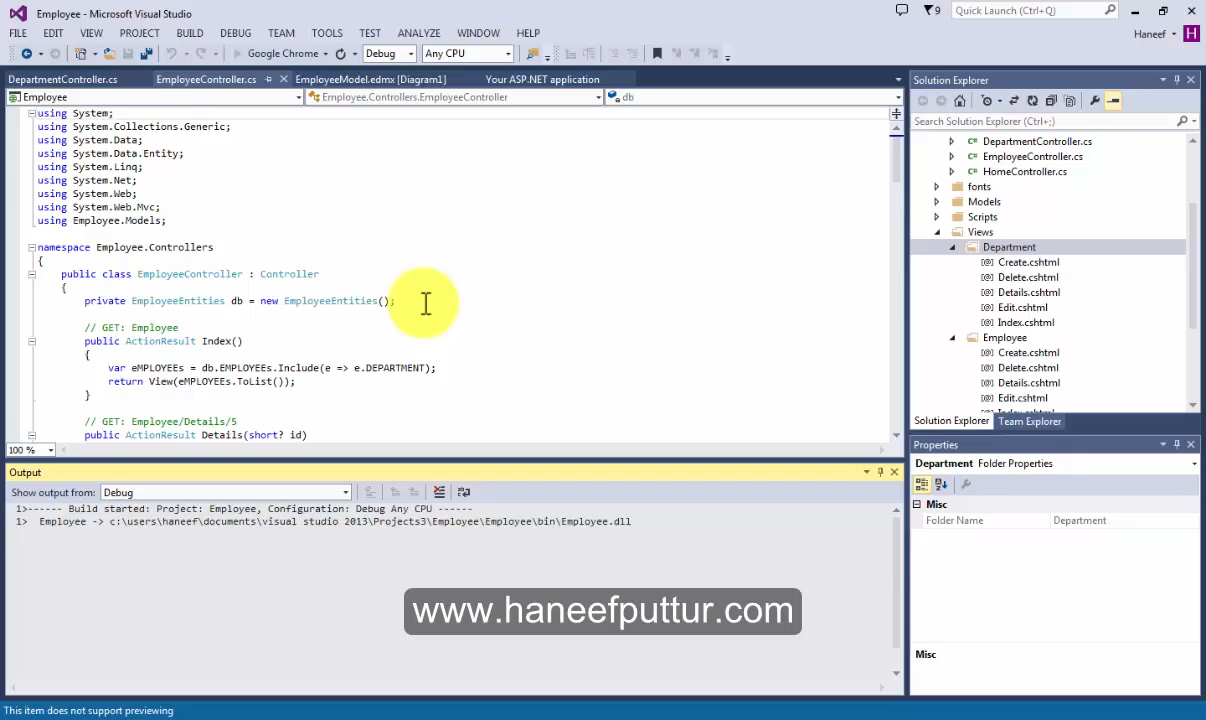 Employee - Microsoft Visual Studio
9
Quick Launch (Ctrl+Q)
FILE EDIT VIEW PROJECT BUILD DEBUG TEAM TOOLS TEST ANALYZE WINDOW HELP
Haneef H
Google Chrome Debug Any CPU
DepartmentController.cs EmployeeController.cs EmployeeModel.edmx [Diagram1] Your ASP.NET application
Employee Employee.Controllers.EmployeeController db
using System;
using System.Collections.Generic;
using System.Data;
using System.Data.Entity;
using System.Linq;
using System.Net;
using System.Web;
using System.Web.Mvc;
using Employee.Models;
namespace Employee.Controllers
{
public class EmployeeController : Controller
{
private EmployeeEntities db = new EmployeeEntities();
// GET: Employee
public ActionResult Index()
{
var eMPLOYEEs = db.EMPLOYEEs.Include(e => e.DEPARTMENT);
return View(eMPLOYEEs.ToList());
}
// GET: Employee/Details/5
public ActionResult Details(short? id)
100 %
Output
Show output from: Debug
1>------ Build started: Project: Employee, Configuration: Debug Any CPU ------
1> Employee -> c:\users\haneef\documents\visual studio 2013\Projects3\Employee\Employee\bin\Employee.dll
www.haneefputtur.com
Solution Explorer
Search Solution Explorer (Ctrl+;)
C# DepartmentController.cs
C# EmployeeController.cs
C# HomeController.cs
fonts
Models
Scripts
Views
Department
[@] Create.cshtml
[@] Delete.cshtml
[@] Details.cshtml
[@] Edit.cshtml
[@] Index.cshtml
Employee
[@] Create.cshtml
[@] Delete.cshtml
[@] Details.cshtml
[@] Edit.cshtml
[@] Index.cshtml
Solution Explorer Team Explorer
Properties
Department Folder Properties
Misc
Folder Name Department
Misc
This item does not support previewing